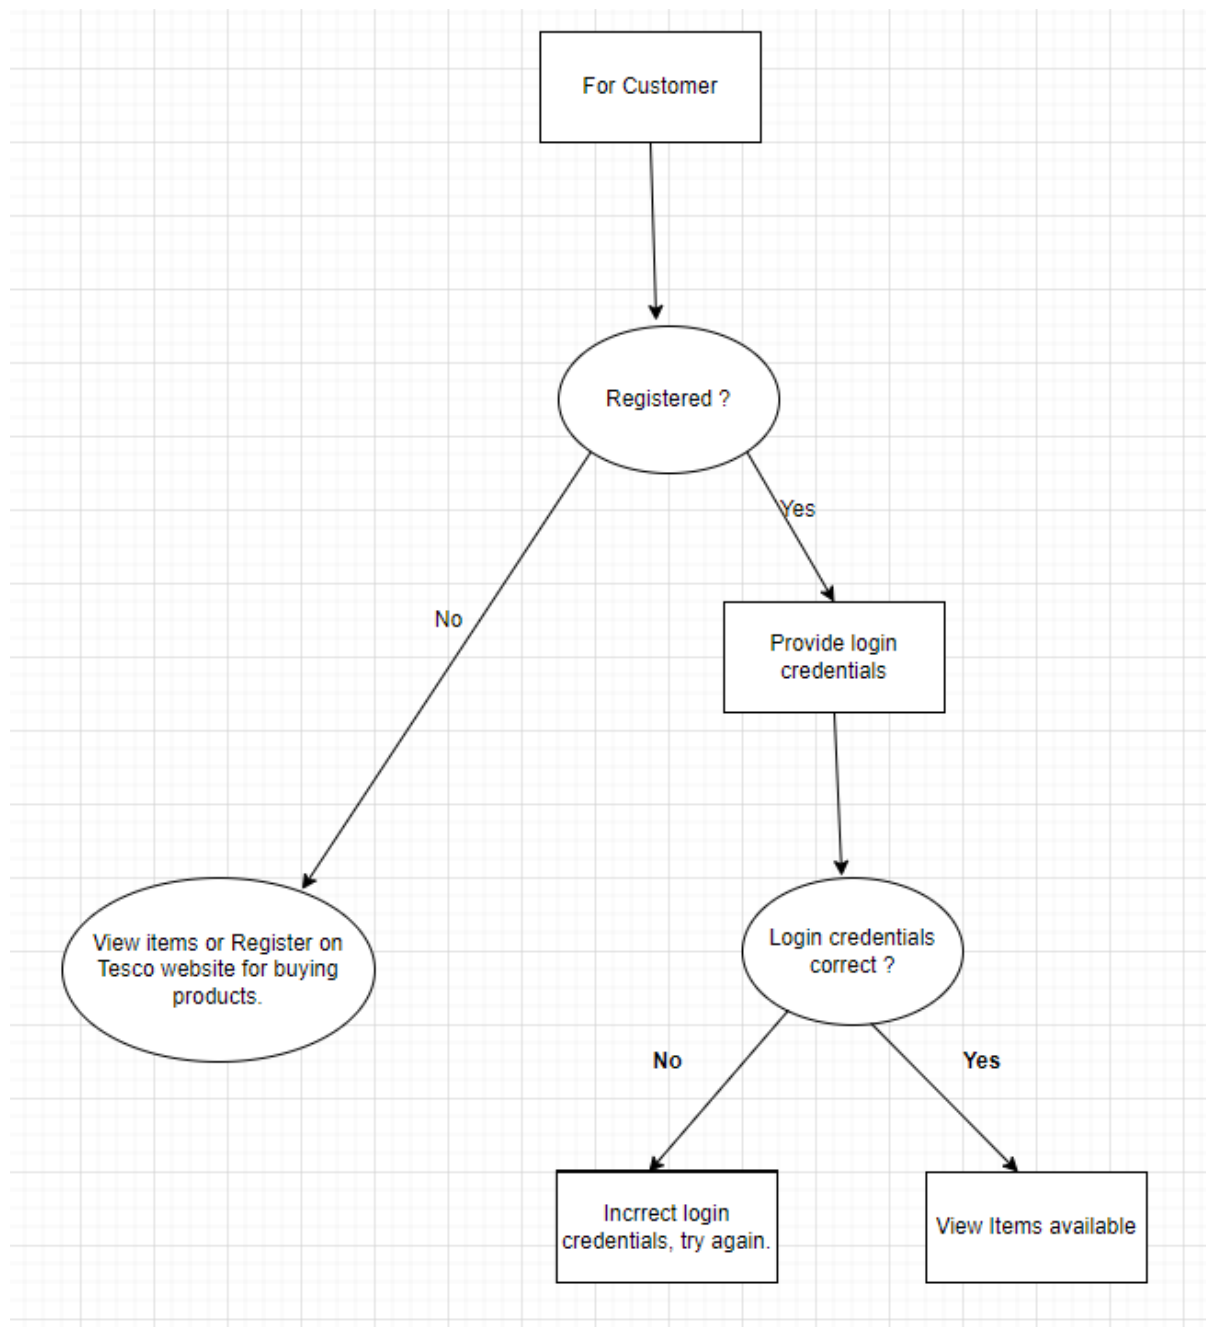 For Customer
Registered ?
Yes
No
Provide login
credentials
View items or Register on
Tesco website for buying
products.
Login credentials
correct ?
No
Yes
Incrrect login
credentials, try again.
View Items available